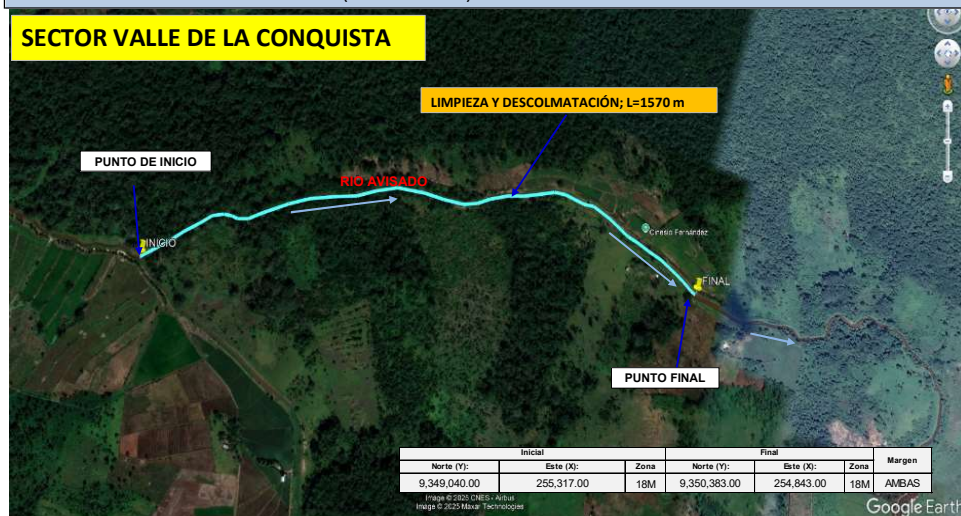 SECTOR VALLE DE LA CONQUISTA
LIMPIEZA Y DESCOLMATACIÓN; L=1570 m
PUNTO DE INICIO
RIO AVISADO
INICIO
Cinesio Fernández
FINAL
PUNTO FINAL
Inicial Final Margen
Norte (Y): Este (X): Zona Norte (Y): Este (X): Zona
9,349,040.00 255,317.00 18M 9,350,383.00 254,843.00 18M AMBAS
Image © 2025 CNES - Airbus
Image © 2025 Maxar Technologies
Google Earth